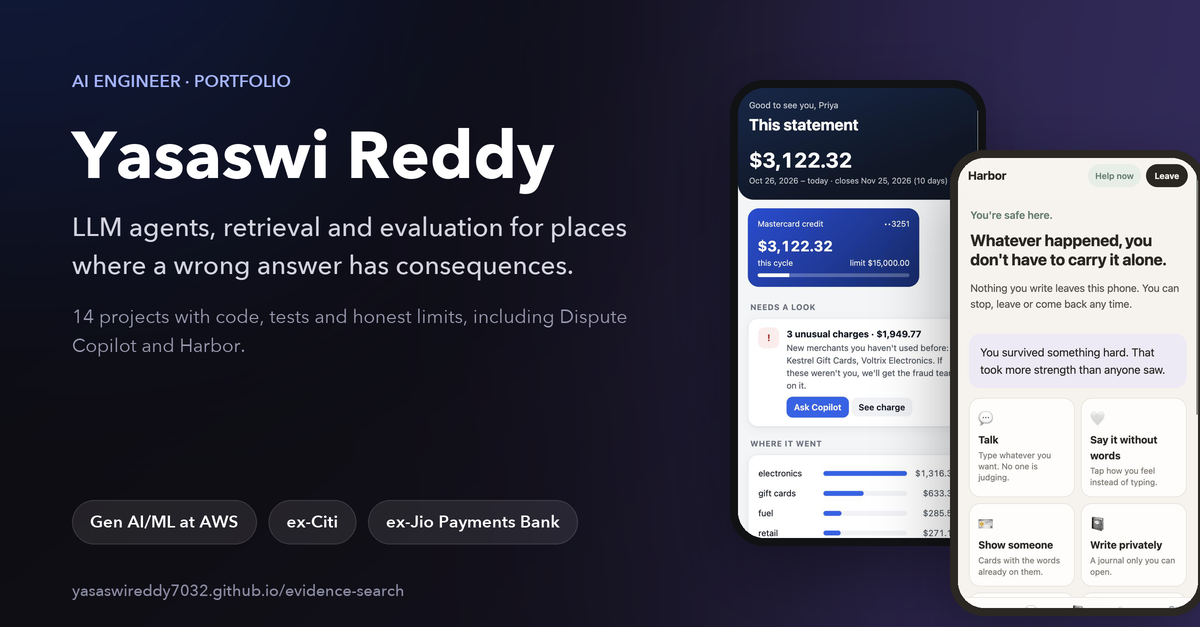 AI ENGINEER · PORTFOLIO
Yasaswi Reddy
LLM agents, retrieval and evaluation for places
where a wrong answer has consequences.
14 projects with code, tests and honest limits, including Dispute
Copilot and Harbor.
Gen AI/ML at AWS
ex-Citi
ex-Jio Payments Bank
yasaswireddy7032.github.io/evidence-search
Good to see you, Priya
This statement
$3,122.32
Oct 26, 2026 – today · closes Nov 25, 2026 (10 days)
Mastercard credit ··3251
$3,122.32
this cycle limit $15,000.00
NEEDS A LOOK
!
3 unusual charges · $1,949.77
New merchants you haven't used before:
Kestrel Gift Cards, Voltrix Electronics. If
these weren't you, we'll get the fraud
on it.
Ask Copilot See charge
WHERE IT WENT
electronics $1,316.
gift cards $633.
fuel $285.
retail $271.
Harbor Help now Leave
You're safe here.
Whatever happened, you
don't have to carry it alone.
Nothing you write leaves this phone. You can
stop, leave or come back any time.
You survived something hard. That
took more strength than anyone saw.
Talk
Type whatever you
want. No one is
judging.
Say it without
words
Tap how you feel
instead of typing.
Show someone
Cards with the words
already on them.
Write privately
A journal only you can
open.